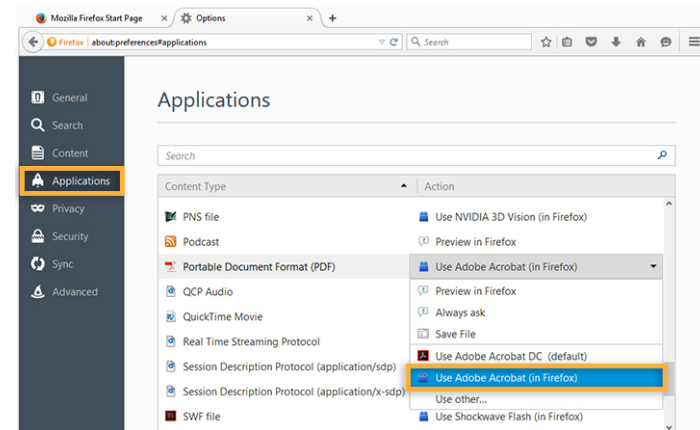 Mozilla Firefox Start Page × Options × +
Firefox about:preferences#applications Search
Applications
General
Search
Content
Applications
Privacy
Security
Sync
Advanced
Search
Content Type Action
PNS file Use NVIDIA 3D Vision (in Firefox)
Podcast Preview in Firefox
Portable Document Format (PDF) Use Adobe Acrobat (in Firefox)
QCP Audio Preview in Firefox
QuickTime Movie Always ask
Real Time Streaming Protocol Save File
Session Description Protocol (application/sdp) Use Adobe Acrobat DC (default)
Session Description Protocol (application/x-sdp) Use Adobe Acrobat (in Firefox)
Use other...
SWF file Use Shockwave Flash (in Firefox)